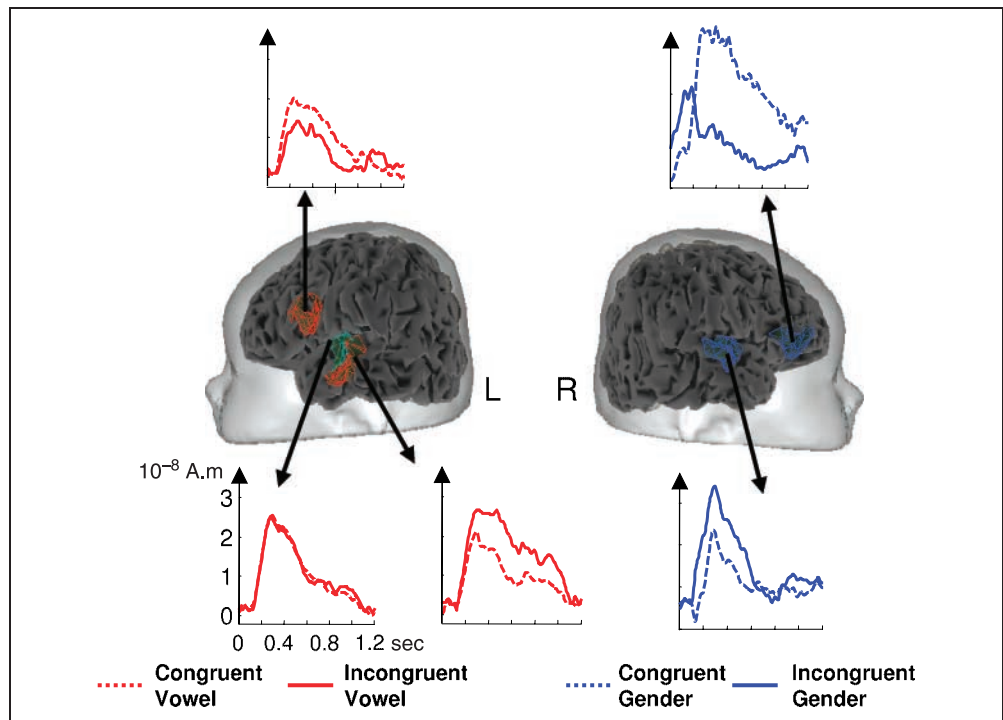 L R
10⁻⁸ A.m
3
2
1
0
0 0.4 0.8 1.2 sec
Congruent Vowel
Incongruent Vowel
Congruent Gender
Incongruent Gender